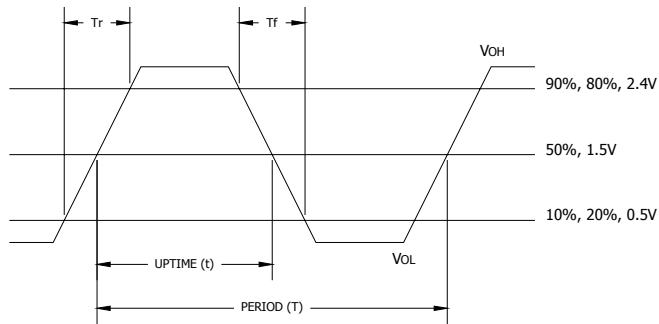 Tr
Tf
VOH
90%, 80%, 2.4V
50%, 1.5V
10%, 20%, 0.5V
VOL
UPTIME (t)
PERIOD (T)